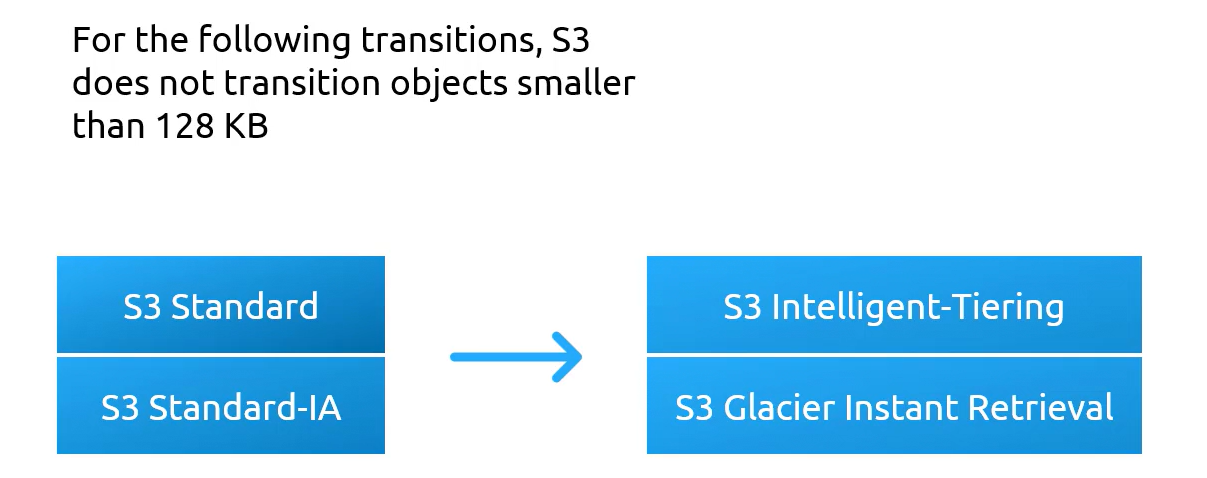 For the following transitions, S3
does not transition objects smaller
than 128 KB
S3 Standard
S3 Standard-IA
S3 Intelligent-Tiering
S3 Glacier Instant Retrieval